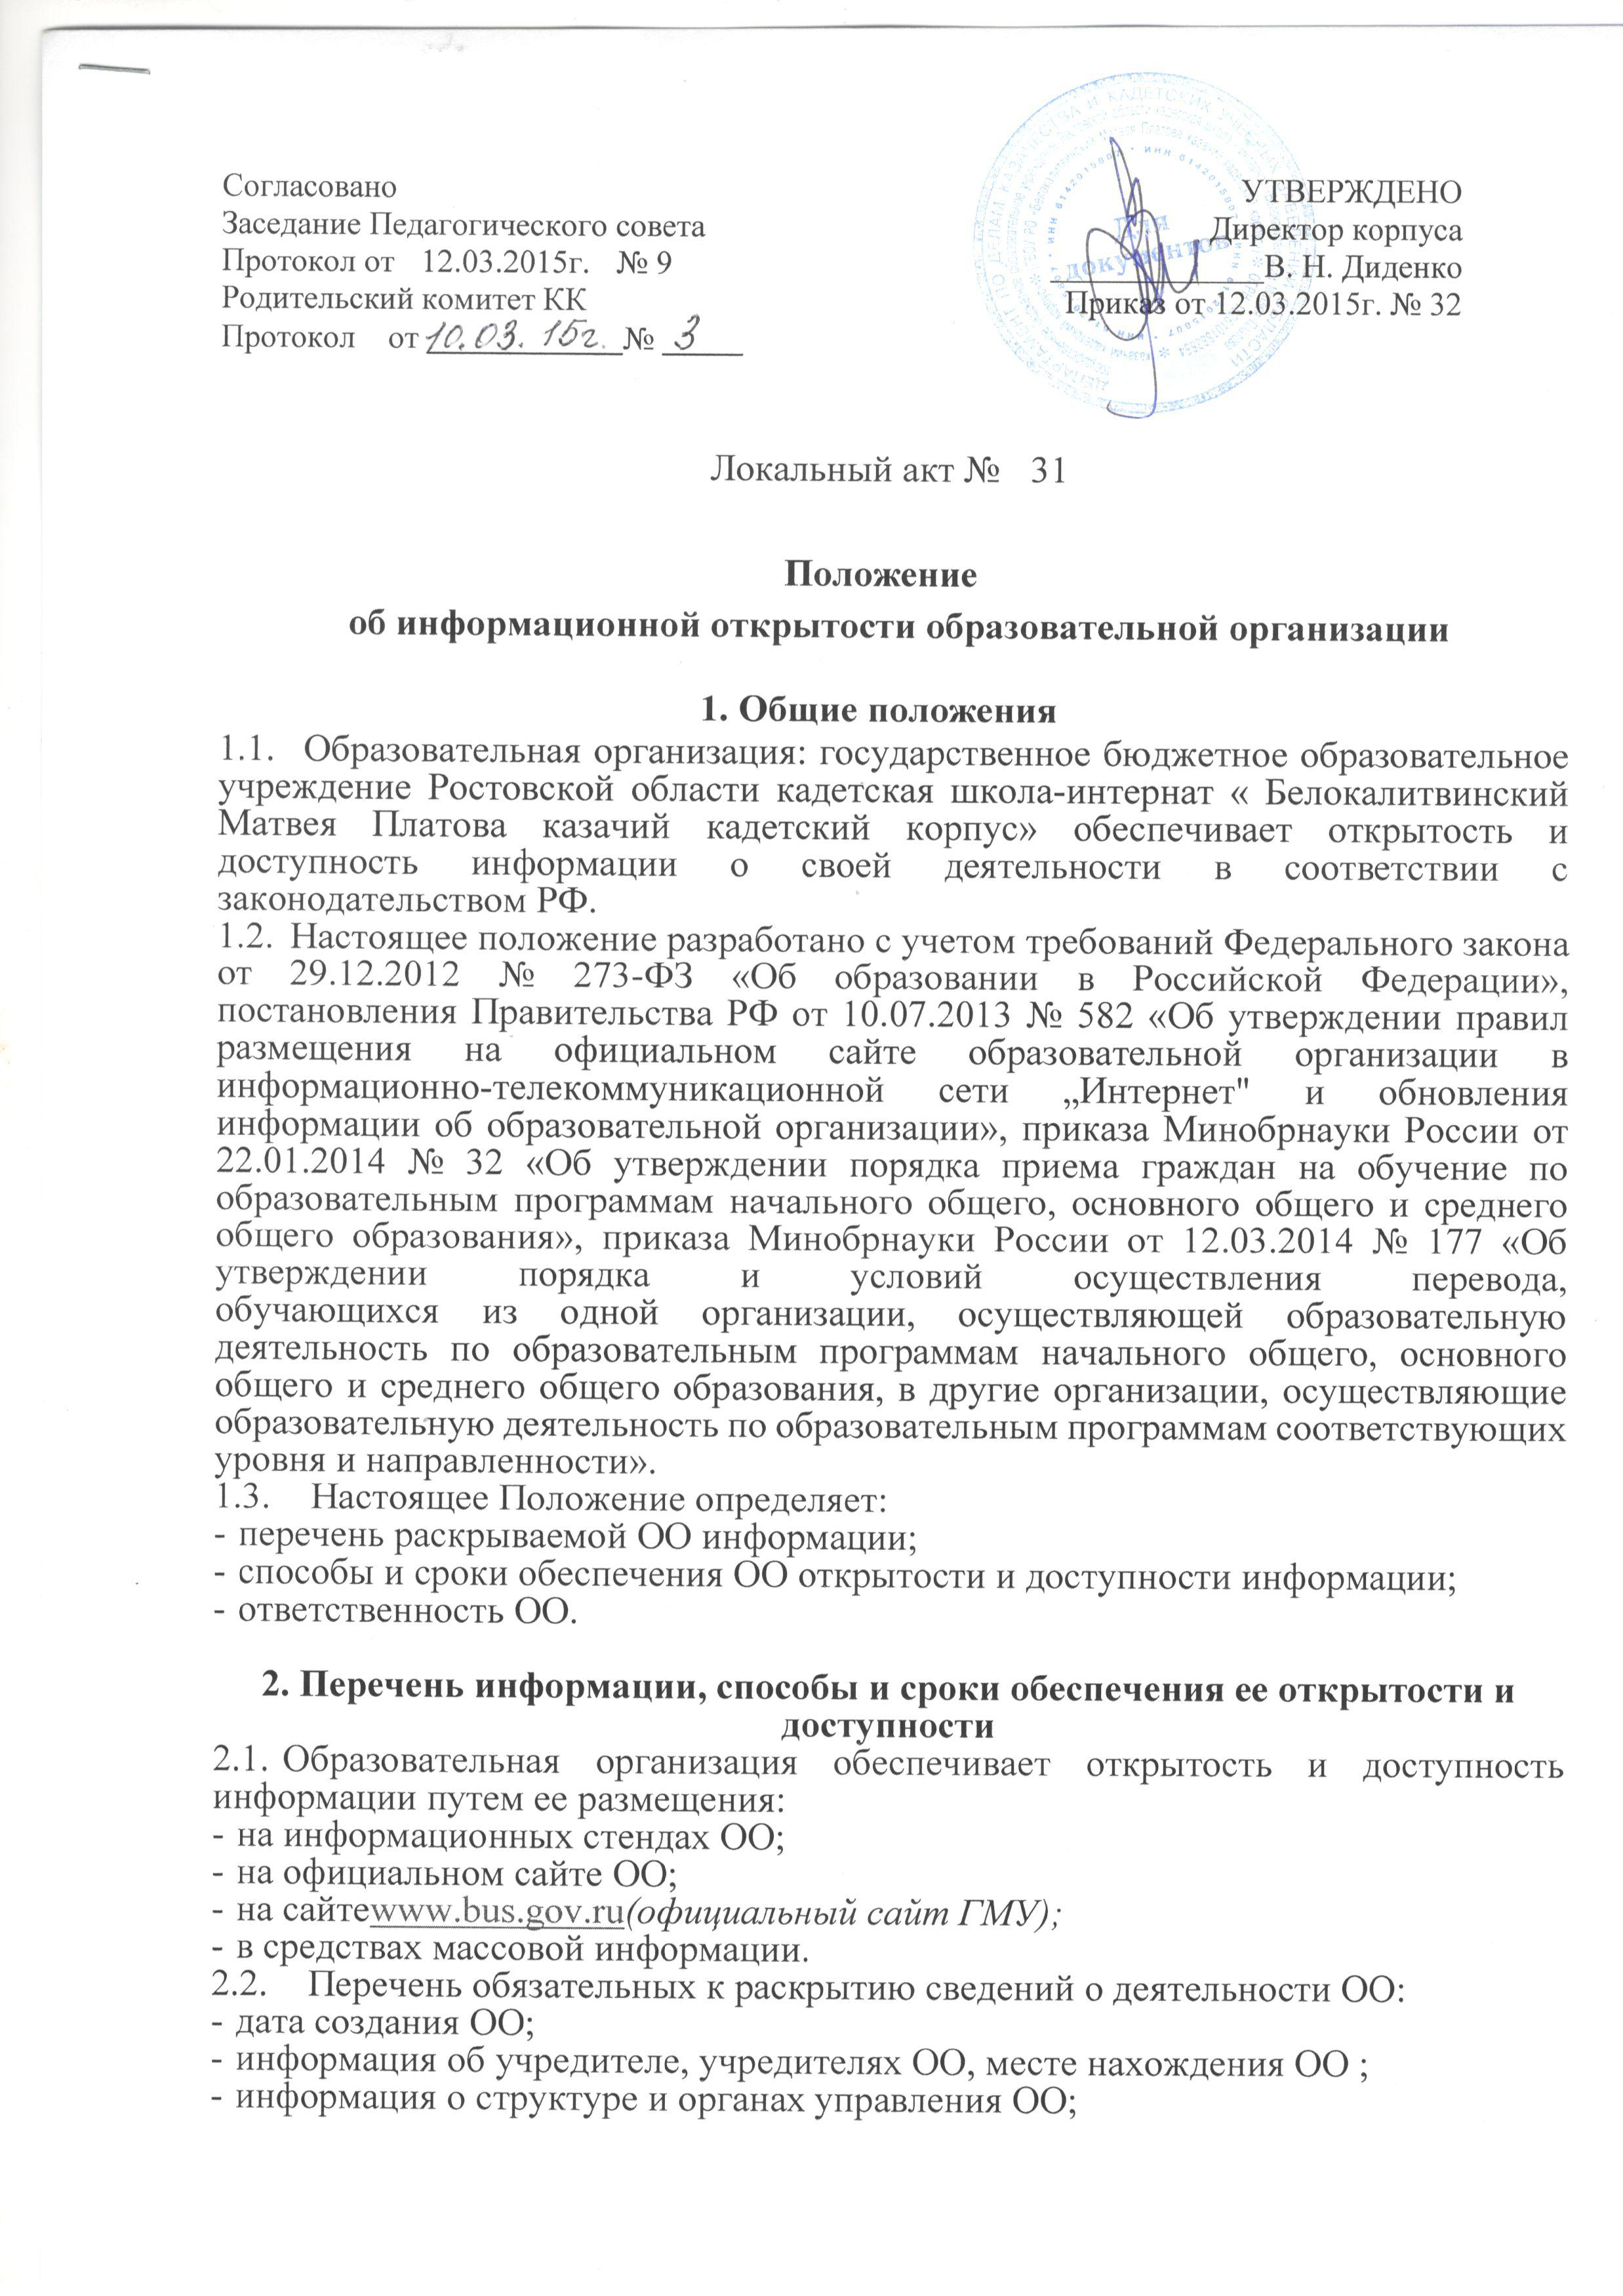 Согласовано
Заседание Педагогического совета
Протокол от 12.03.2015г. № 9
Родительский комитет КК
Протокол от 10.03.15г. № 3
УТВЕРЖДЕНО
Директор корпуса
В. Н. Диденко
Приказ от 12.03.2015г. № 32
Для
документов
Локальный акт № 31
Положение
об информационной открытости образовательной организации
1. Общие положения
1.1. Образовательная организация: государственное бюджетное образовательное
учреждение Ростовской области кадетская школа-интернат « Белокалитвинский
Матвея Платова казачий кадетский корпус» обеспечивает открытость и
доступность информации о своей деятельности в соответствии с
законодательством РФ.
1.2. Настоящее положение разработано с учетом требований Федерального закона
от 29.12.2012 № 273-ФЗ «Об образовании в Российской Федерации»,
постановления Правительства РФ от 10.07.2013 № 582 «Об утверждении правил
размещения на официальном сайте образовательной организации в
информационно-телекоммуникационной сети „Интернет" и обновления
информации об образовательной организации», приказа Минобрнауки России от
22.01.2014 № 32 «Об утверждении порядка приема граждан на обучение по
образовательным программам начального общего, основного общего и среднего
общего образования», приказа Минобрнауки России от 12.03.2014 № 177 «Об
утверждении порядка и условий осуществления перевода,
обучающихся из одной организации, осуществляющей образовательную
деятельность по образовательным программам начального общего, основного
общего и среднего общего образования, в другие организации, осуществляющие
образовательную деятельность по образовательным программам соответствующих
уровня и направленности».
1.3. Настоящее Положение определяет:
- перечень раскрываемой ОО информации;
- способы и сроки обеспечения ОО открытости и доступности информации;
- ответственность ОО.
2. Перечень информации, способы и сроки обеспечения ее открытости и
доступности
2.1. Образовательная организация обеспечивает открытость и доступность
информации путем ее размещения:
- на информационных стендах ОО;
- на официальном сайте ОО;
- на сайтеwww.bus.gov.ru(официальный сайт ГМУ);
- в средствах массовой информации.
2.2. Перечень обязательных к раскрытию сведений о деятельности ОО:
- дата создания ОО;
- информация об учредителе, учредителях ОО, месте нахождения ОО ;
- информация о структуре и органах управления ОО;